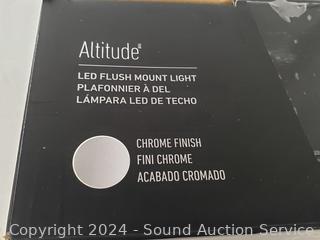 Altitude
LED FLUSH MOUNT LIGHT
PLAFONNIER À DEL
LÁMPARA LED DE TECHO
CHROME FINISH
FINI CHROME
ACABADO CROMADO
Copyright © 2024 - Sound Auction Service